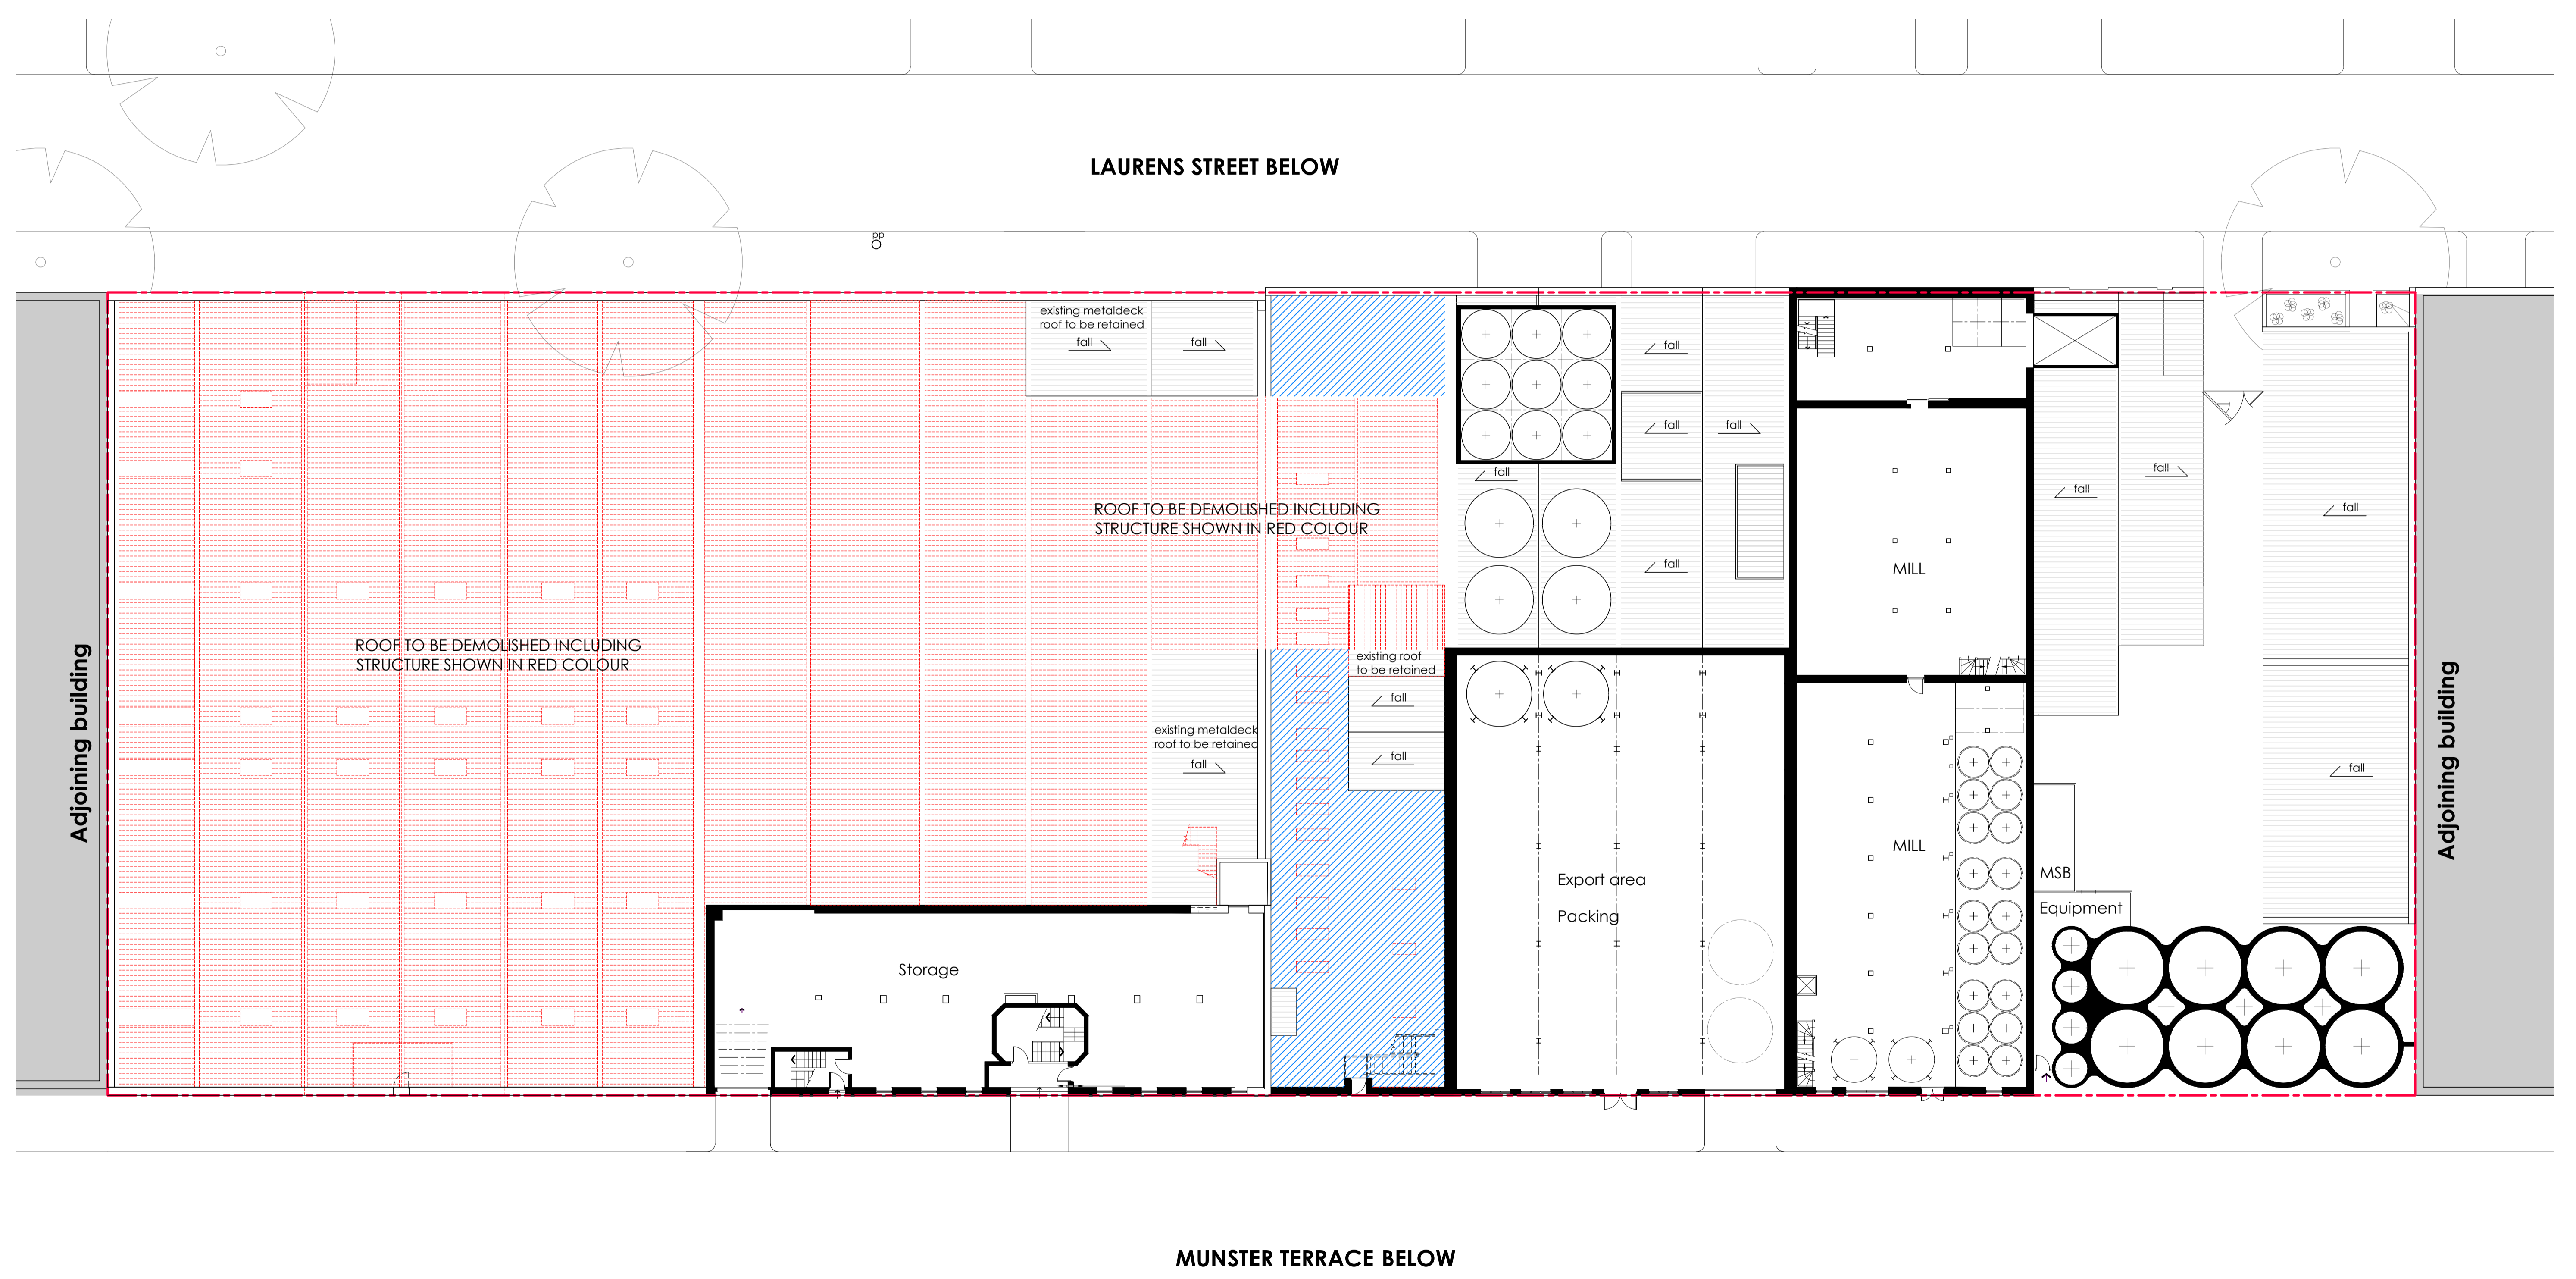 LAURENS STREET BELOW
pp
existing metaldeck
roof to be retained
fall
fall
fall
fall
fall
fall
fall
fall
fall
fall
ROOF TO BE DEMOLISHED INCLUDING
STRUCTURE SHOWN IN RED COLOUR
fall
MILL
ROOF TO BE DEMOLISHED INCLUDING
STRUCTURE SHOWN IN RED COLOUR
existing roof
to be retained
fall
existing metaldeck
roof to be retained
fall
fall
fall
Adjoining building
Adjoining building
MILL
Export area
Packing
MSB
Equipment
Storage
MUNSTER TERRACE BELOW